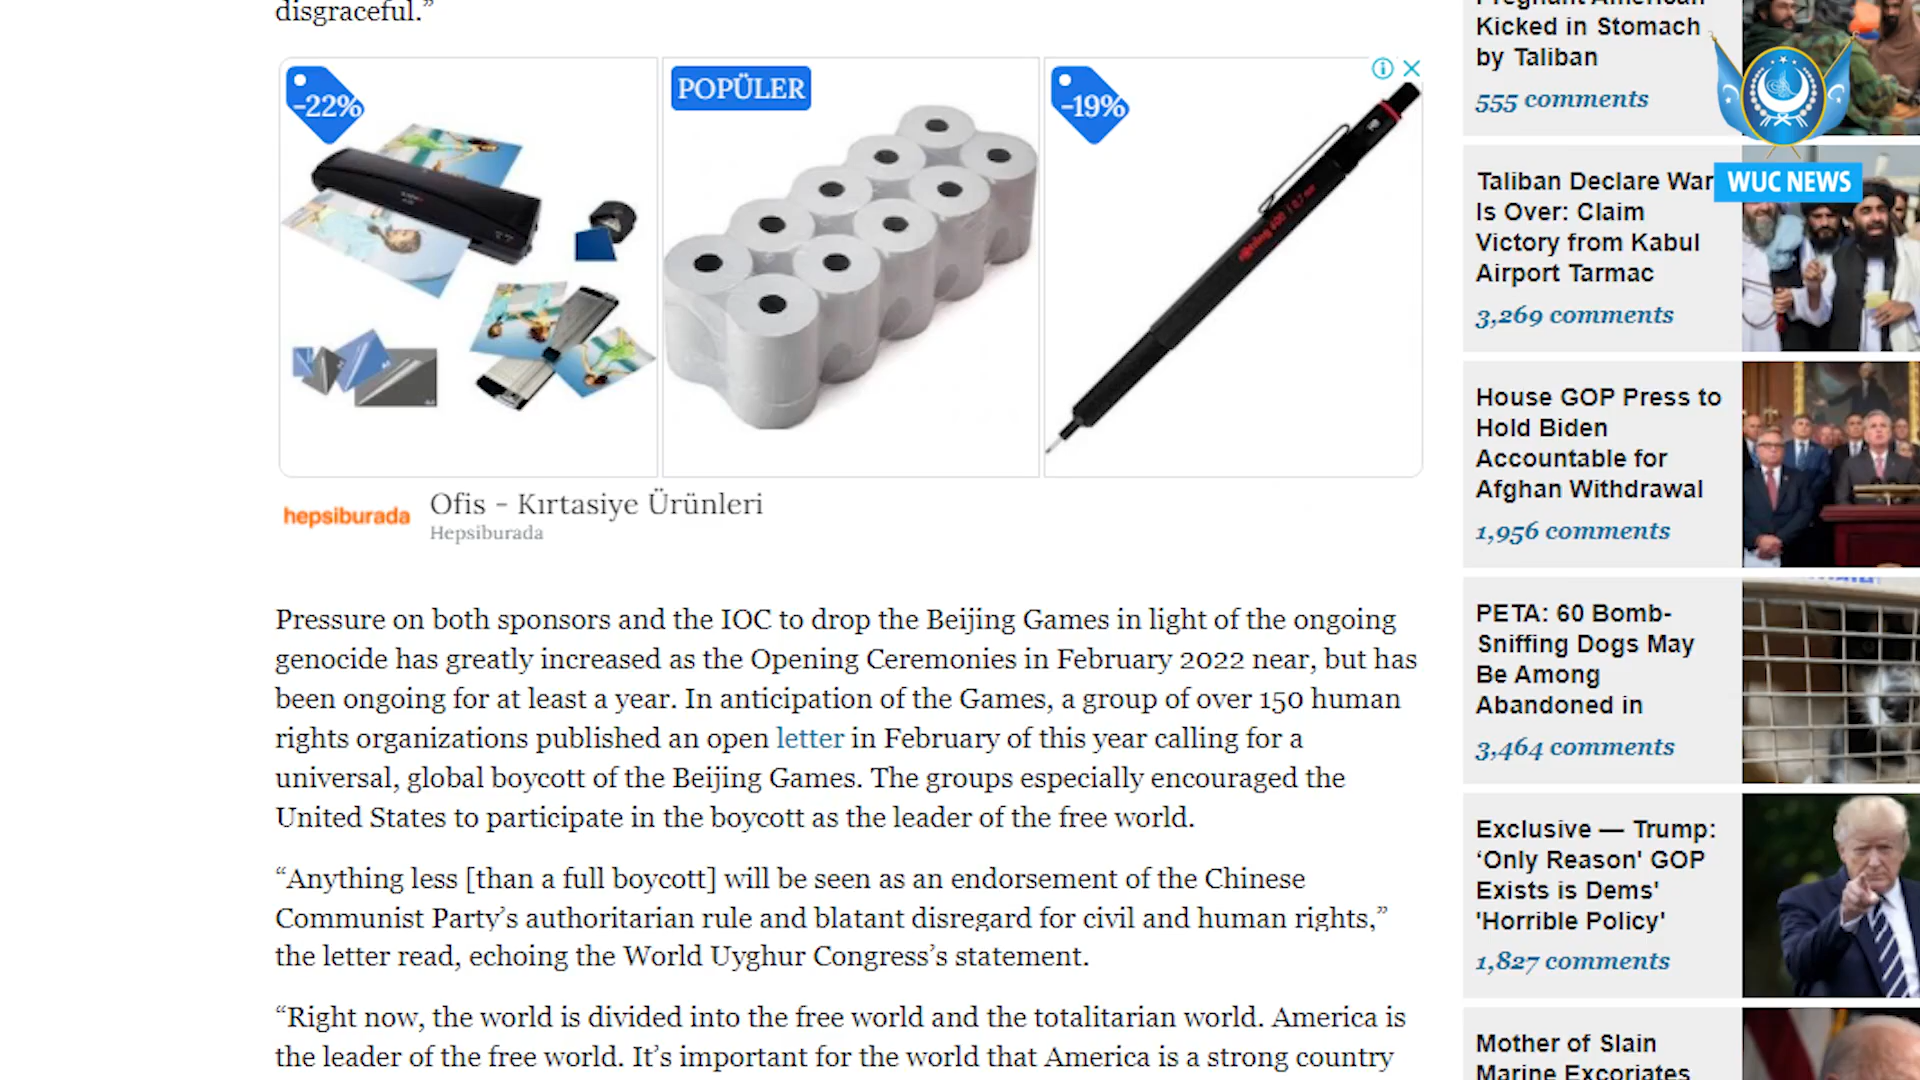 disgraceful.”
-22%
POPÜLER
-19%
hepsiburada
Ofis - Kırtasiye Ürünleri
Hepsiburada
Pressure on both sponsors and the IOC to drop the Beijing Games in light of the ongoing
genocide has greatly increased as the Opening Ceremonies in February 2022 near, but has
been ongoing for at least a year. In anticipation of the Games, a group of over 150 human
rights organizations published an open letter in February of this year calling for a
universal, global boycott of the Beijing Games. The groups especially encouraged the
United States to participate in the boycott as the leader of the free world.
“Anything less [than a full boycott] will be seen as an endorsement of the Chinese
Communist Party’s authoritarian rule and blatant disregard for civil and human rights,”
the letter read, echoing the World Uyghur Congress’s statement.
“Right now, the world is divided into the free world and the totalitarian world. America is
the leader of the free world. It’s important for the world that America is a strong country
Pregnant American
Kicked in Stomach
by Taliban
555 comments
WUC NEWS
Taliban Declare War
Is Over: Claim
Victory from Kabul
Airport Tarmac
3,269 comments
House GOP Press to
Hold Biden
Accountable for
Afghan Withdrawal
1,956 comments
PETA: 60 Bomb-
Sniffing Dogs May
Be Among
Abandoned in
3,464 comments
Exclusive — Trump:
‘Only Reason' GOP
Exists is Dems'
'Horrible Policy'
1,827 comments
Mother of Slain
Marine Excoriates